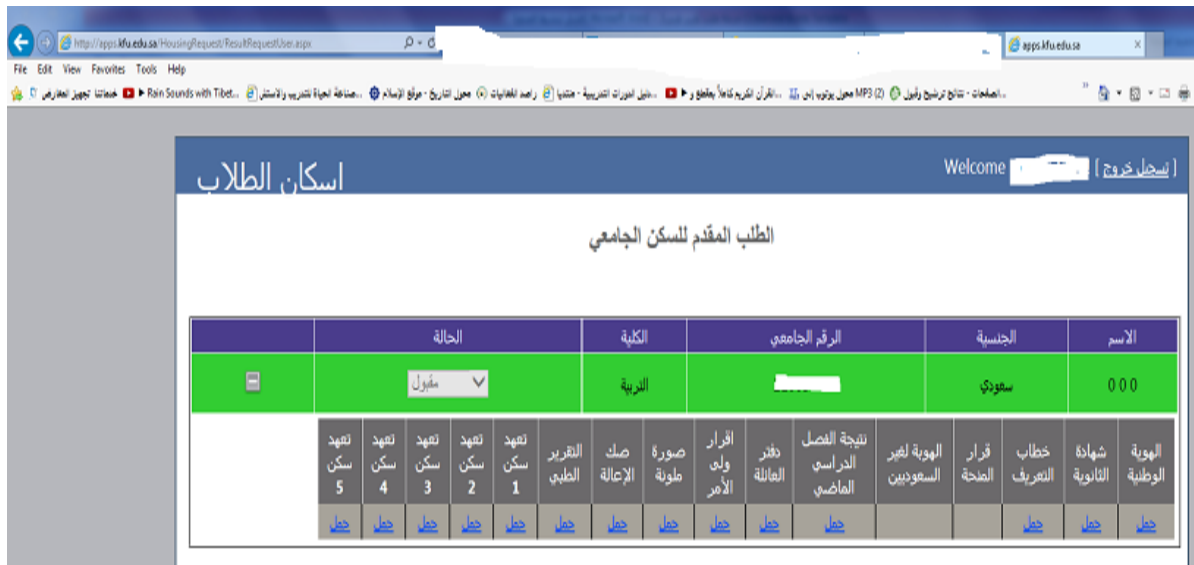 http://apps.kfu.edu.sa/HousingRequest/ResultRequestUser.aspx
apps.kfu.edu.sa
File Edit View Favorites Tools Help
Rain Sounds with Tibet...
اسكان الطلاب
Welcome [ تسجيل خروج ]
الطلب المقدم للسكن الجامعي
الاسم الجنسية الرقم الجامعي الكلية الحالة
0 0 0 سعودي التربية مقبول
الهوية الوطنية شهادة الثانوية خطاب التعريف قرار المنحة الهوية لغير السعوديين نتيجة الفصل الدراسي الماضي دفتر العائلة اقرار ولى الأمر صورة ملونة صك الإعالة التقرير الطبي تعهد سكن 1 تعهد سكن 2 تعهد سكن 3 تعهد سكن 4 تعهد سكن 5
حمل حمل حمل حمل حمل حمل حمل حمل حمل حمل حمل حمل حمل حمل